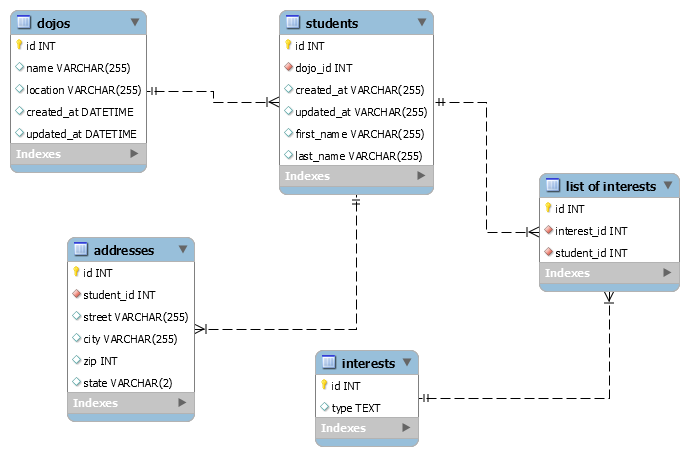 dojos
id INT
name VARCHAR(255)
location VARCHAR(255)
created_at DATETIME
updated_at DATETIME
Indexes
students
id INT
dojo_id INT
created_at VARCHAR(255)
updated_at VARCHAR(255)
first_name VARCHAR(255)
last_name VARCHAR(255)
Indexes
list of interests
id INT
interest_id INT
student_id INT
Indexes
addresses
id INT
student_id INT
street VARCHAR(255)
city VARCHAR(255)
zip INT
state VARCHAR(2)
Indexes
interests
id INT
type TEXT
Indexes